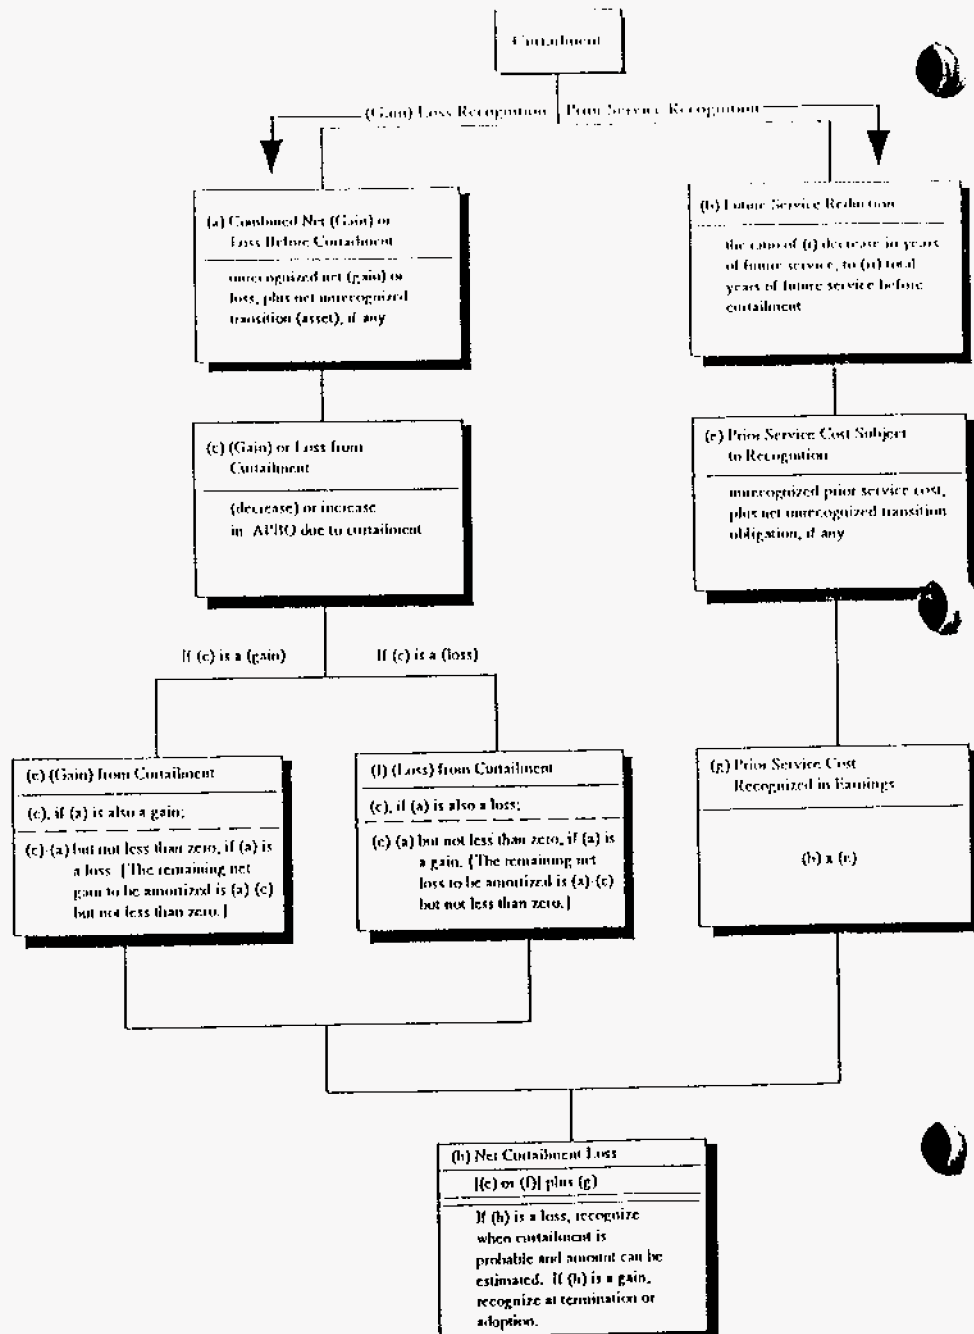 Curtailment
(Gain) Loss Recognition
Prior Service Recognition
(a) Combined Net (Gain) or
Loss Before Curtailment
unrecognized net (gain) or
loss, plus net unrecognized
transition (asset), if any
(b) Future Service Reduction
the ratio of (i) decrease in years
of future service, to (ii) total
years of future service before
curtailment
(c) (Gain) or Loss from
Curtailment
(decrease) or increase
in APBO due to curtailment
(e) Prior Service Cost Subject
to Recognition
unrecognized prior service cost,
plus net unrecognized transition
obligation, if any
If (c) is a (gain)
If (c) is a (loss)
(e) (Gain) from Curtailment
(c), if (a) is also a gain;
(c)-(a) but not less than zero, if (a) is
a loss. [The remaining net
gain to be amortized is (a)-(c)
but not less than zero.]
(f) (Loss) from Curtailment
(c), if (a) is also a loss;
(c)-(a) but not less than zero, if (a) is
a gain. [The remaining net
loss to be amortized is (a)-(c)
but not less than zero.]
(g) Prior Service Cost
Recognized in Earnings
(b) x (e)
(h) Net Curtailment Loss
[(e) or (f)] plus (g)
If (h) is a loss, recognize
when curtailment is
probable and amount can be
estimated. If (h) is a gain,
recognize at termination or
adoption.